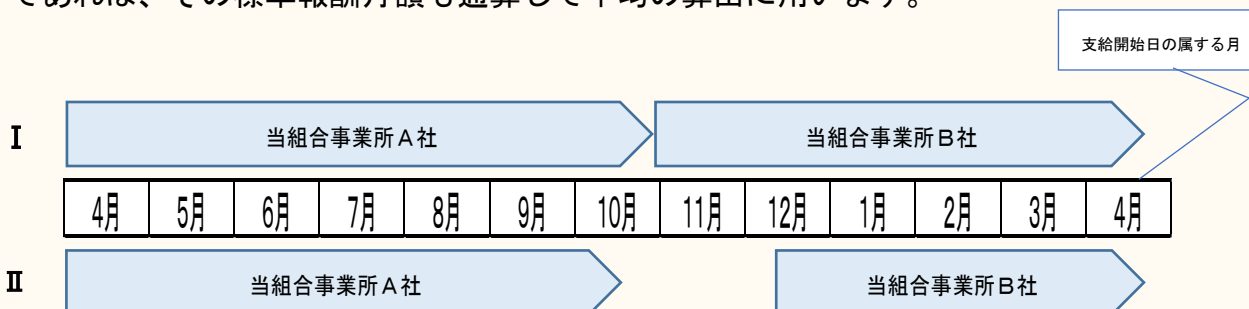 であれば、その標準報酬月額も通算して平均の算出に用います。
支給開始日の属する月
Ⅰ
当組合事業所A社
当組合事業所B社
4月 5月 6月 7月 8月 9月 10月 11月 12月 1月 2月 3月 4月
Ⅱ
当組合事業所A社
当組合事業所B社